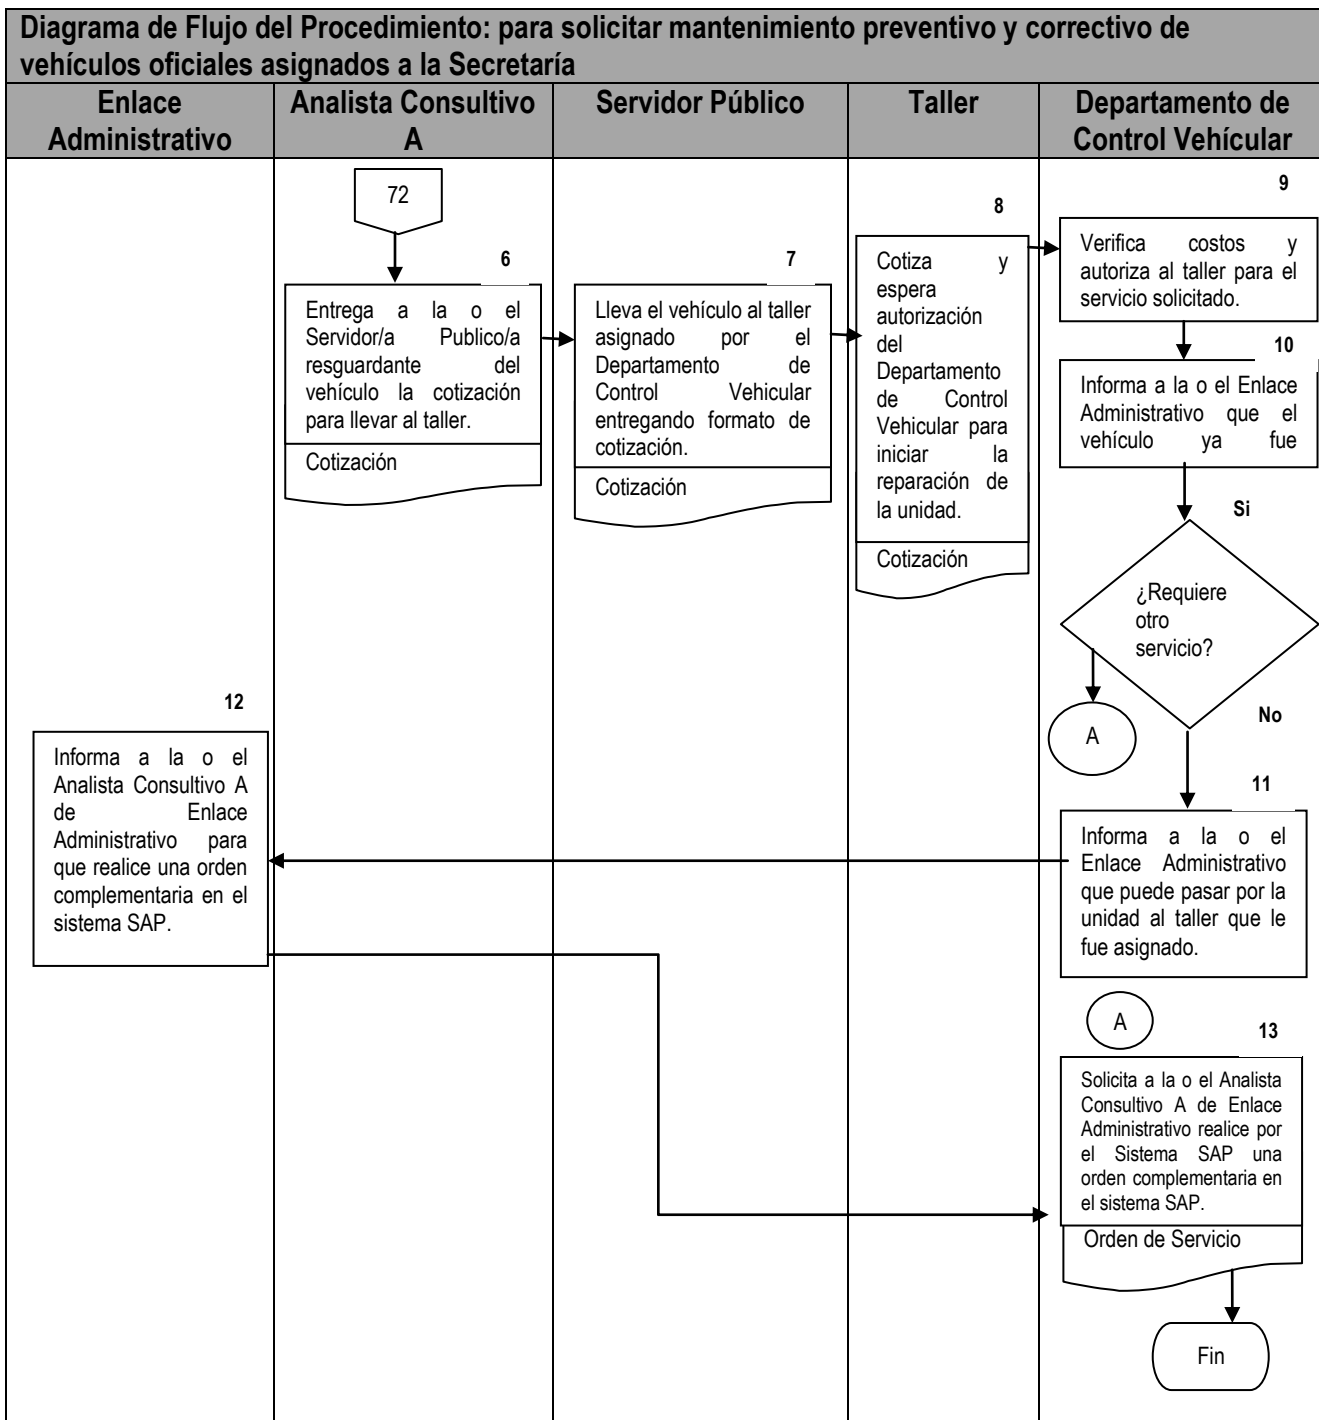 Diagrama de Flujo del Procedimiento: para solicitar mantenimiento preventivo y correctivo de
vehículos oficiales asignados a la Secretaría
Enlace
Administrativo
Analista Consultivo
A
Servidor Público
Taller
Departamento de
Control Vehícular
72
6
Entrega a la o el
Servidor/a Publico/a
resguardante del
vehículo la cotización
para llevar al taller.
Cotización
7
Lleva el vehículo al taller
asignado por el
Departamento de
Control Vehicular
entregando formato de
cotización.
Cotización
8
Cotiza y
espera
autorización
del
Departamento
de Control
Vehicular para
iniciar la
reparación de
la unidad.
Cotización
9
Verifica costos y
autoriza al taller para el
servicio solicitado.
10
Informa a la o el Enlace
Administrativo que el
vehículo ya fue
Si
¿Requiere
otro
servicio?
A
No
11
Informa a la o el
Enlace Administrativo
que puede pasar por la
unidad al taller que le
fue asignado.
12
Informa a la o el
Analista Consultivo A
de Enlace
Administrativo para
que realice una orden
complementaria en el
sistema SAP.
A
13
Solicita a la o el Analista
Consultivo A de Enlace
Administrativo realice por
el Sistema SAP una
orden complementaria en
el sistema SAP.
Orden de Servicio
Fin